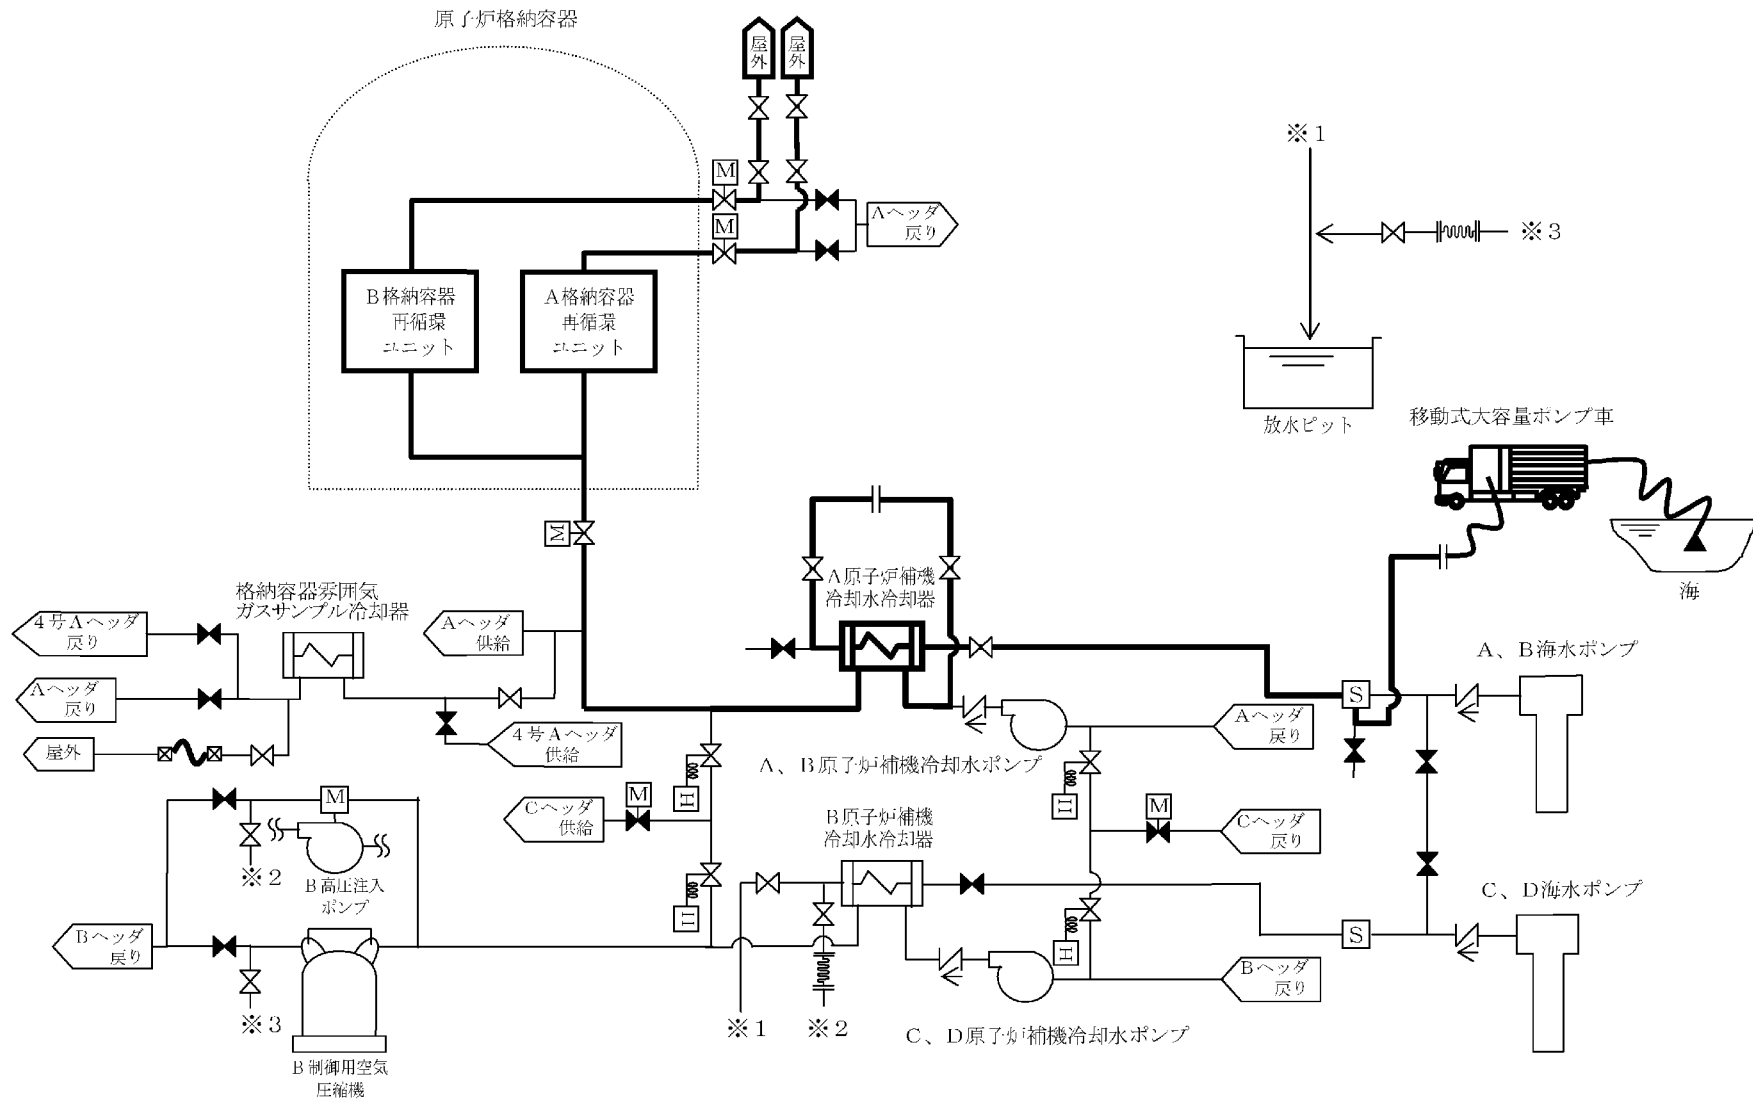 原子炉格納容器
屋外
屋外
※1
M
M
Aヘッダ
戻り
※3
B格納容器
再循環
ユニット
A格納容器
再循環
ユニット
放水ピット
移動式大容量ポンプ車
海
M
A原子炉補機
冷却水冷却器
格納容器雰囲気
ガスサンプル冷却器
4号Aヘッダ
戻り
Aヘッダ
供給
A、B海水ポンプ
S
Aヘッダ
戻り
4号Aヘッダ
供給
Aヘッダ
戻り
屋外
A、B原子炉補機冷却水ポンプ
M
H
M
H
M
Cヘッダ
供給
B原子炉補機
冷却水冷却器
Cヘッダ
戻り
※2
B高圧注入
ポンプ
C、D海水ポンプ
H
S
Bヘッダ
戻り
H
Bヘッダ
戻り
※3
※1
※2
C、D原子炉補機冷却水ポンプ
B制御用空気
圧縮機